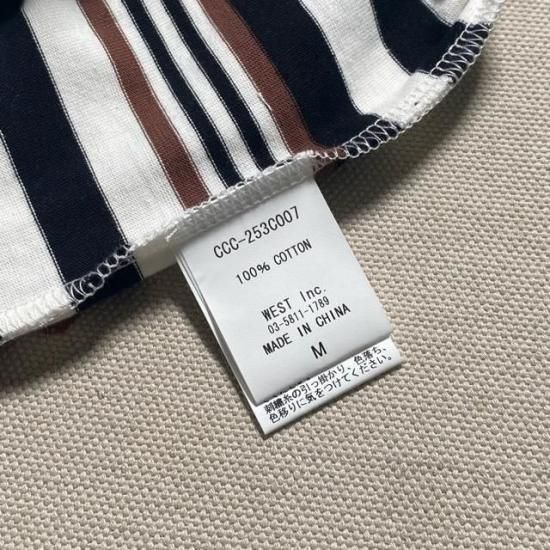 CCC-253C007
100% COTTON
WEST Inc.
03-5811-1789
MADE IN CHINA
M
刺繍糸の引っ掛かり、色落ち、
色移りに気をつけてください。